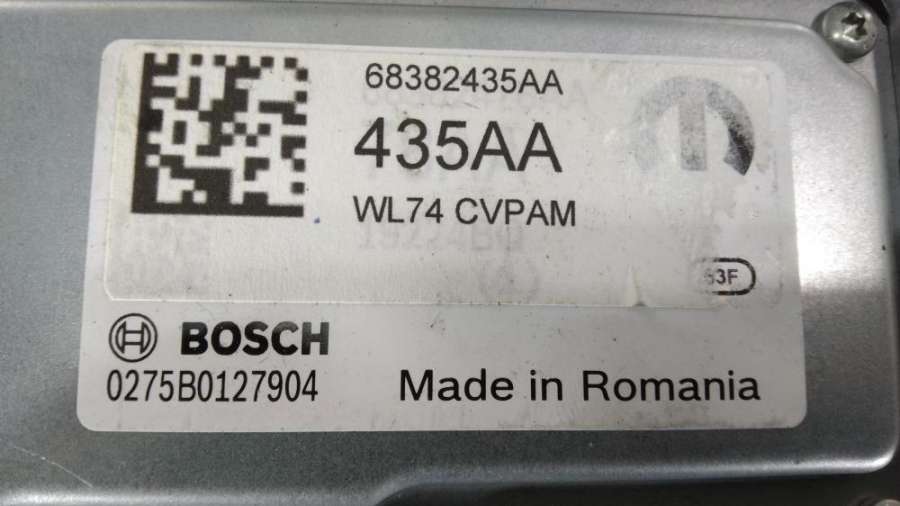 68382435AA
435AA
WL74 CVPAM
BOSCH
0275B0127904
Made in Romania